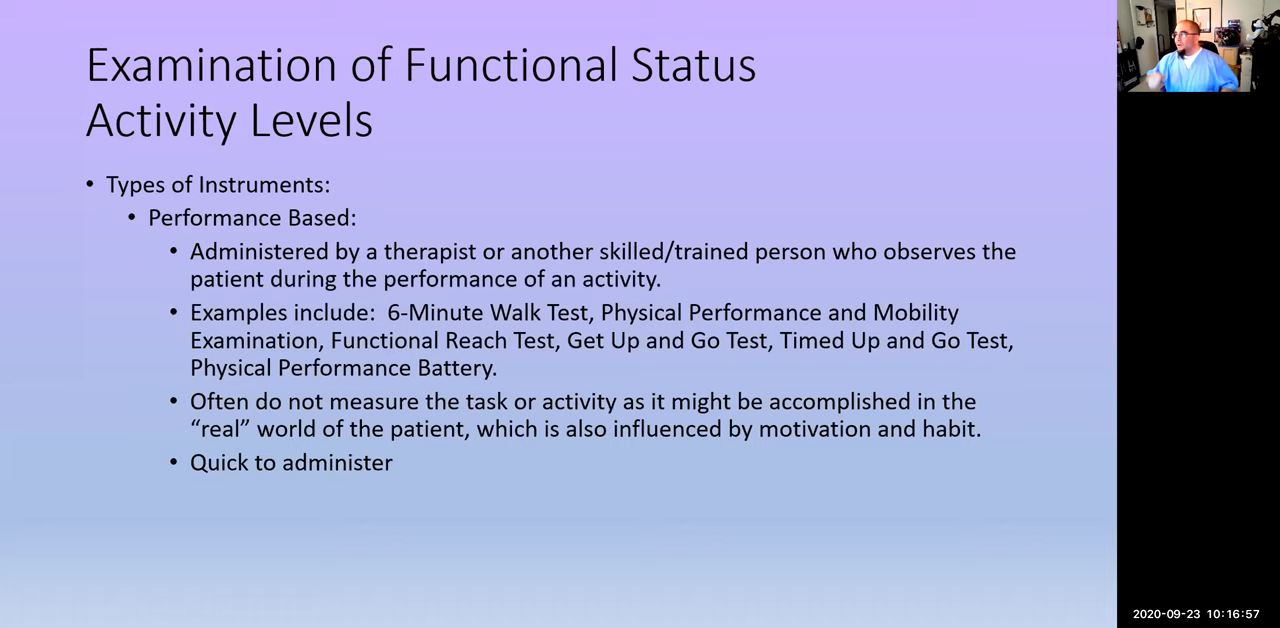 Examination of Functional Status
Activity Levels
• Types of Instruments:
• Performance Based:
• Administered by a therapist or another skilled/trained person who observes the
patient during the performance of an activity.
• Examples include:  6-Minute Walk Test, Physical Performance and Mobility
Examination, Functional Reach Test, Get Up and Go Test, Timed Up and Go Test,
Physical Performance Battery.
• Often do not measure the task or activity as it might be accomplished in the
“real” world of the patient, which is also influenced by motivation and habit.
• Quick to administer
2020-09-23 10:16:57